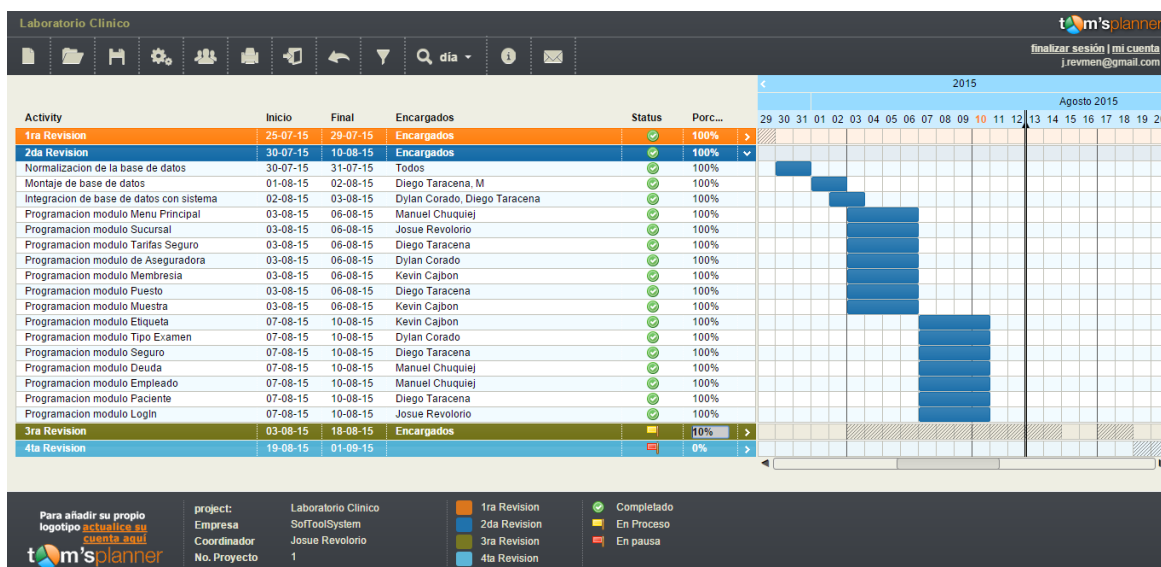 Laboratorio Clinico
tom'splanner
día
finalizar sesión | mi cuenta
j.revmen@gmail.com
2015
Agosto 2015
Activity Inicio Final Encargados Status Porc...
29 30 31 01 02 03 04 05 06 07 08 09 10 11 12 13 14 15 16 17 18 19
1ra Revision 25-07-15 29-07-15 Encargados 100%
2da Revision 30-07-15 10-08-15 Encargados 100%
Normalizacion de la base de datos 30-07-15 31-07-15 Todos 100%
Montaje de base de datos 01-08-15 02-08-15 Diego Taracena, M 100%
Integracion de base de datos con sistema 02-08-15 03-08-15 Dylan Corado, Diego Taracena 100%
Programacion modulo Menu Principal 03-08-15 06-08-15 Manuel Chuquiej 100%
Programacion modulo Sucursal 03-08-15 06-08-15 Josue Revolorio 100%
Programacion modulo Tarifas Seguro 03-08-15 06-08-15 Diego Taracena 100%
Programacion modulo de Aseguradora 03-08-15 06-08-15 Dylan Corado 100%
Programacion modulo Membresia 03-08-15 06-08-15 Kevin Cajbon 100%
Programacion modulo Puesto 03-08-15 06-08-15 Diego Taracena 100%
Programacion modulo Muestra 03-08-15 06-08-15 Kevin Cajbon 100%
Programacion modulo Etiqueta 07-08-15 10-08-15 Kevin Cajbon 100%
Programacion modulo Tipo Examen 07-08-15 10-08-15 Dylan Corado 100%
Programacion modulo Seguro 07-08-15 10-08-15 Diego Taracena 100%
Programacion modulo Deuda 07-08-15 10-08-15 Manuel Chuquiej 100%
Programacion modulo Empleado 07-08-15 10-08-15 Manuel Chuquiej 100%
Programacion modulo Paciente 07-08-15 10-08-15 Diego Taracena 100%
Programacion modulo LogIn 07-08-15 10-08-15 Josue Revolorio 100%
3ra Revision 03-08-15 18-08-15 Encargados 10%
4ta Revision 19-08-15 01-09-15 0%
Para añadir su propio
logotipo actualice su
cuenta aquí
tom'splanner
project: Laboratorio Clinico
Empresa SofToolSystem
Coordinador Josue Revolorio
No. Proyecto 1
1ra Revision
2da Revision
3ra Revision
4ta Revision
Completado
En Proceso
En pausa